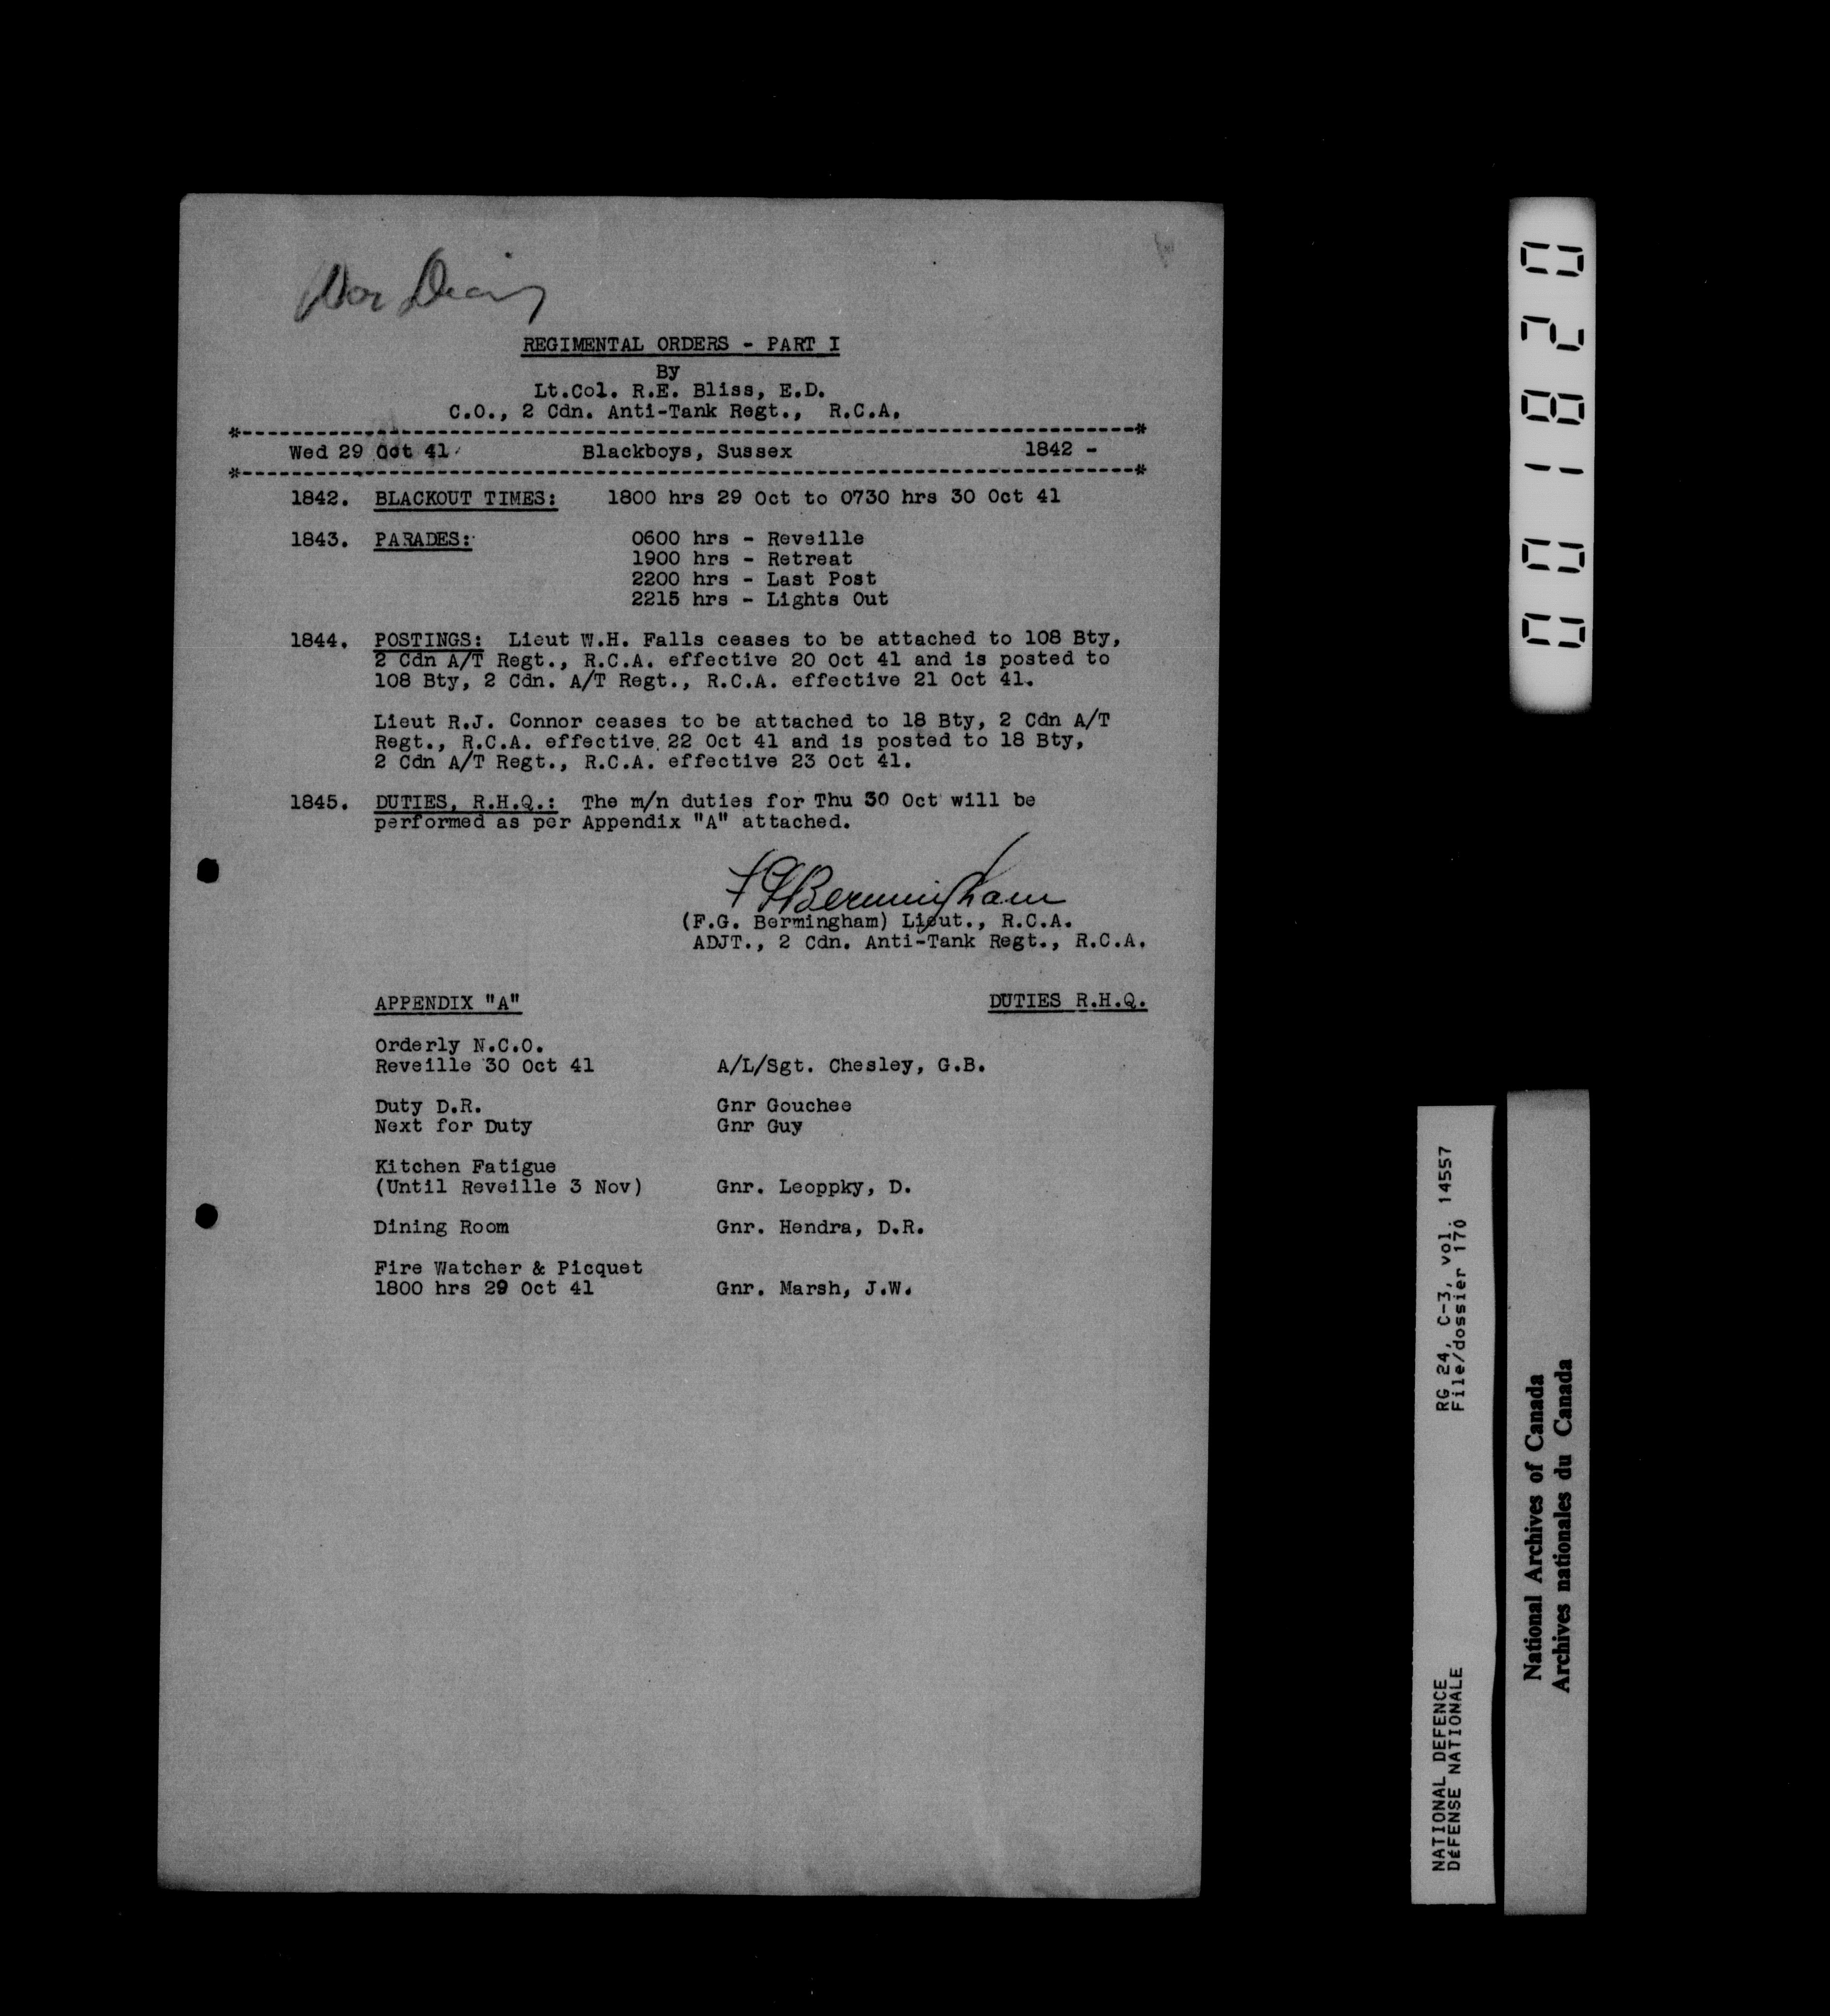 War Diary
REGIMENTAL ORDERS - PART I
By
Lt.Col. R.E. Bliss, E.D.
C.O., 2 Cdn. Anti-Tank Regt., R.C.A.
*------------------------------------------------------------*
Wed 29 Oct 41 Blackboys, Sussex 1842 -
*------------------------------------------------------------*
1842. BLACKOUT TIMES: 1800 hrs 29 Oct to 0730 hrs 30 Oct 41
1843. PARADES: 0600 hrs - Reveille
1900 hrs - Retreat
2200 hrs - Last Post
2215 hrs - Lights Out
1844. POSTINGS: Lieut W.H. Falls ceases to be attached to 108 Bty,
2 Cdn A/T Regt., R.C.A. effective 20 Oct 41 and is posted to
108 Bty, 2 Cdn. A/T Regt., R.C.A. effective 21 Oct 41.
Lieut R.J. Connor ceases to be attached to 18 Bty, 2 Cdn A/T
Regt., R.C.A. effective 22 Oct 41 and is posted to 18 Bty,
2 Cdn A/T Regt., R.C.A. effective 23 Oct 41.
1845. DUTIES, R.H.Q.: The m/n duties for Thu 30 Oct will be
performed as per Appendix "A" attached.
FGBermingham
(F.G. Bermingham) Lieut., R.C.A.
ADJT., 2 Cdn. Anti-Tank Regt., R.C.A.
APPENDIX "A" DUTIES R.H.Q.
Orderly N.C.O.
Reveille 30 Oct 41 A/L/Sgt. Chesley, G.B.
Duty D.R. Gnr Gouchee
Next for Duty Gnr Guy
Kitchen Fatigue
(Until Reveille 3 Nov) Gnr. Leoppky, D.
Dining Room Gnr. Hendra, D.R.
Fire Watcher & Picquet
1800 hrs 29 Oct 41 Gnr. Marsh, J.W.
001820
RG 24, C-3, vol. 14557
File/dossier 170
NATIONAL DEFENCE
DÉFENSE NATIONALE
National Archives of Canada
Archives nationales du Canada